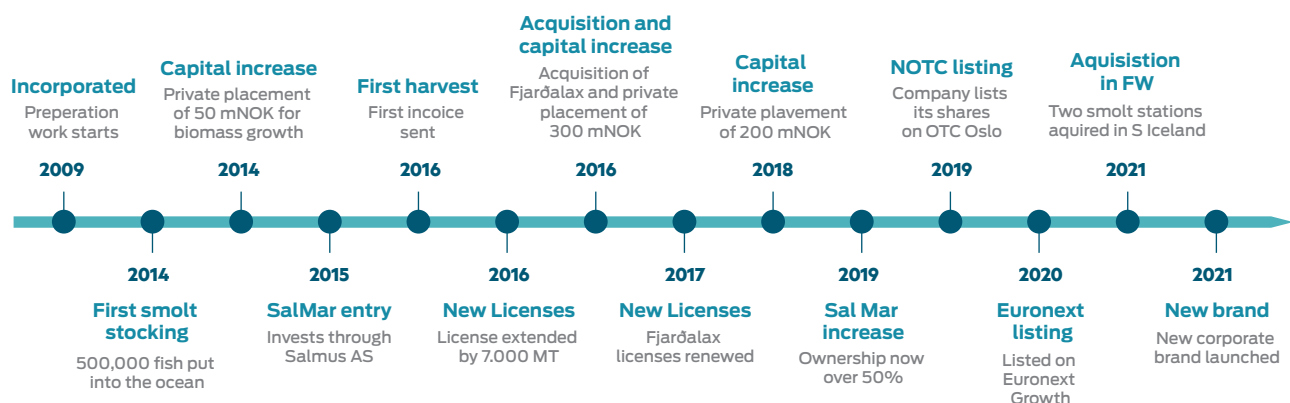 Incorporated
Preperation
work starts
2009
First smolt
stocking
500,000 fish put
into the ocean
2014
Capital increase
Private placement
of 50 mNOK for
biomass growth
2014
2015
SalMar entry
Invests through
Salmus AS
First harvest
First incoice
sent
2016
2016
New Licenses
License extended
by 7.000 MT
Acquisition and
capital increase
Acquisition of
Fjarðalax and private
placement of
300 mNOK
2016
2017
New Licenses
Fjarðalax
licenses renewed
Capital
increase
Private plavement
of 200 mNOK
2018
2019
Sal Mar
increase
Ownership now
over 50%
NOTC listing
Company lists
its shares
on OTC Oslo
2019
2020
Euronext
listing
Listed on
Euronext
Growth
Aquisistion
in FW
Two smolt stations
aquired in S Iceland
2021
2021
New brand
New corporate
brand launched